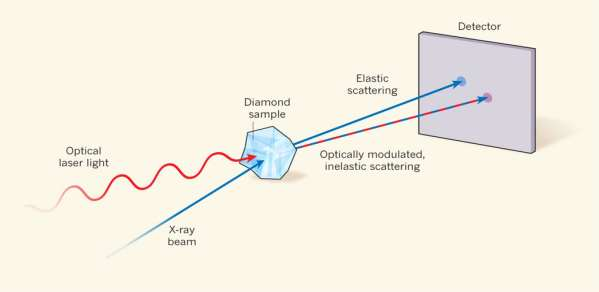 Detector
Elastic
scattering
Diamond
sample
Optical
laser light
Optically modulated,
inelastic scattering
X-ray
beam